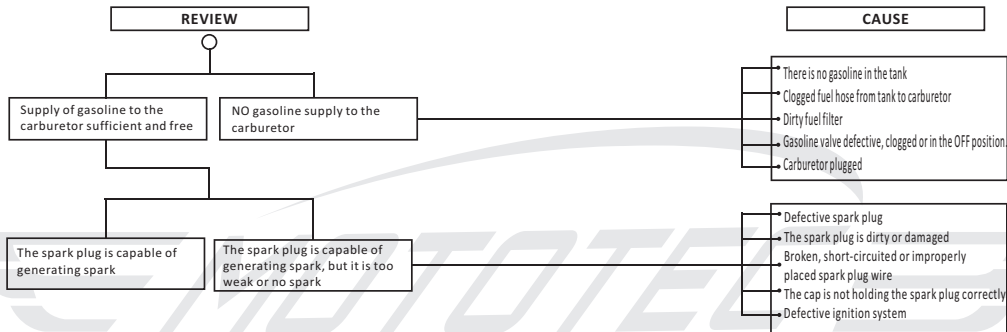 REVIEW
CAUSE
Supply of gasoline to the
carburetor sufficient and free
NO gasoline supply to the
carburetor
There is no gasoline in the tank
Clogged fuel hose from tank to carburetor
Dirty fuel filter
Gasoline valve defective, clogged or in the OFF position.
Carburetor plugged
The spark plug is capable of
generating spark
The spark plug is capable of
generating spark, but it is too
weak or no spark
Defective spark plug
The spark plug is dirty or damaged
Broken, short-circuited or improperly
placed spark plug wire
The cap is not holding the spark plug correctly
Defective ignition system
MOTOTEC